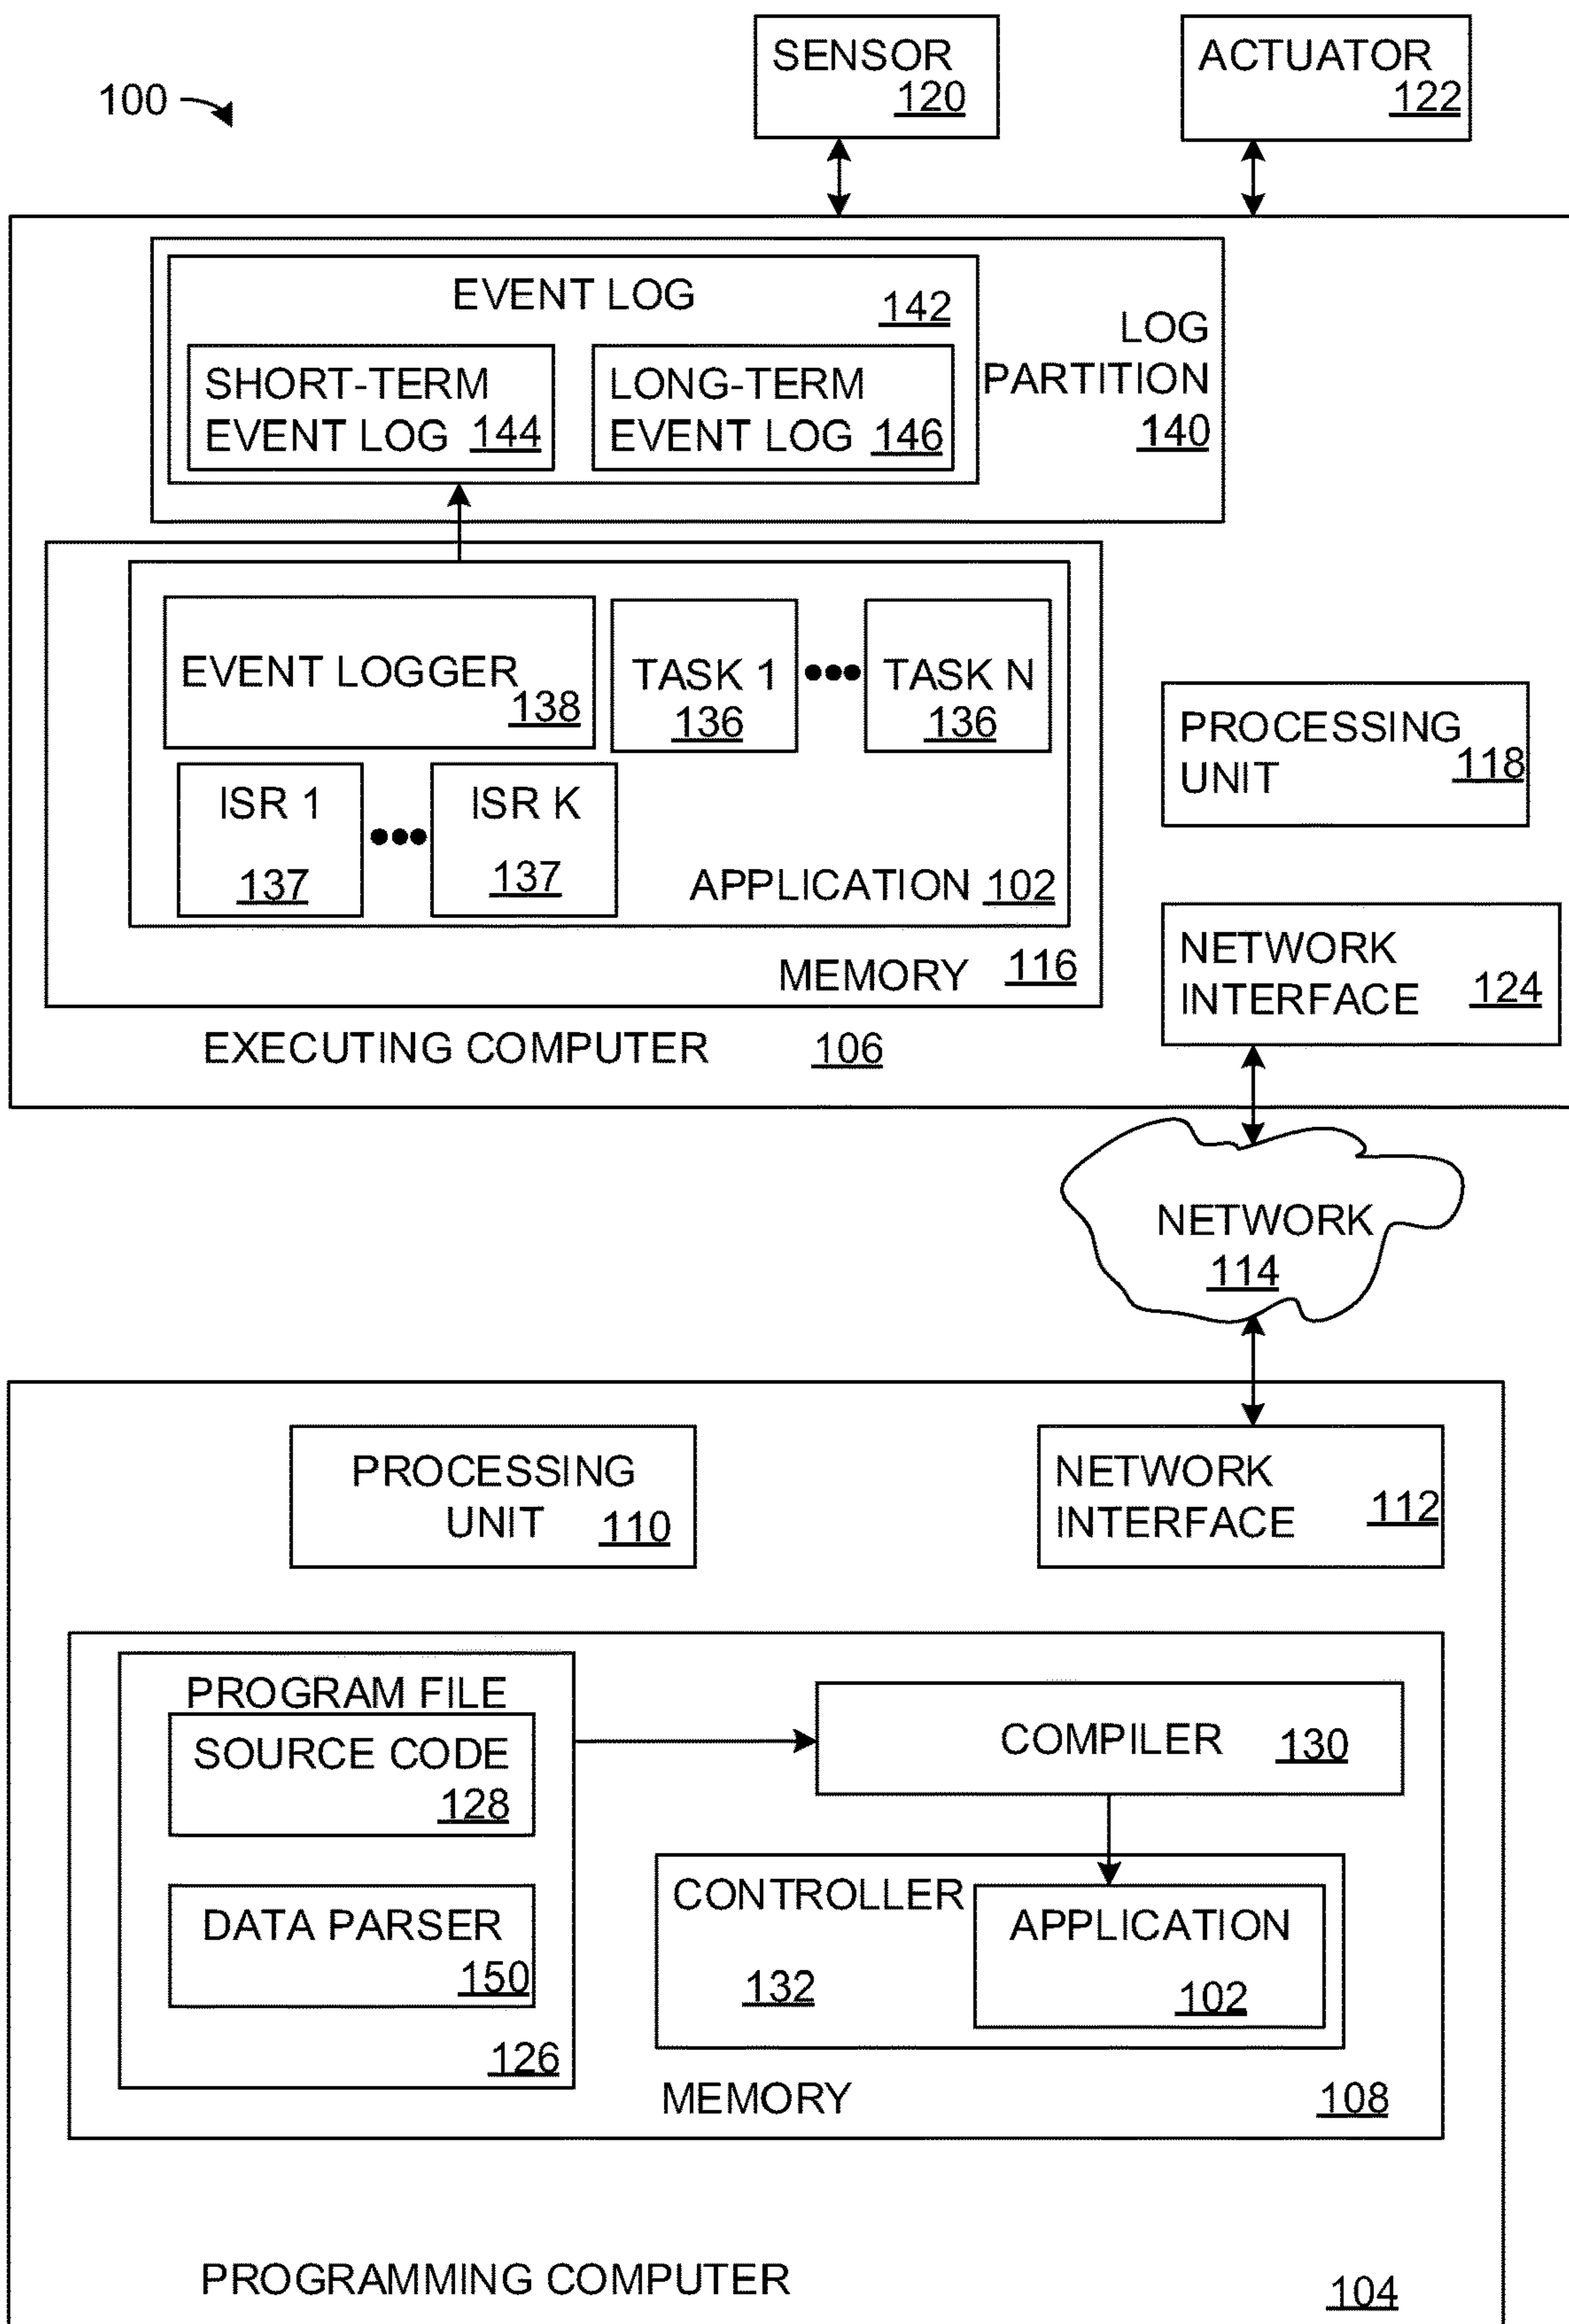 100
SENSOR
120
ACTUATOR
122
EVENT LOG
142
SHORT-TERM
EVENT LOG 144
LONG-TERM
EVENT LOG 146
LOG
PARTITION
140
EVENT LOGGER
138
TASK 1
136
TASK N
136
ISR 1
137
ISR K
137
APPLICATION 102
MEMORY 116
EXECUTING COMPUTER 106
PROCESSING
UNIT 118
NETWORK
INTERFACE 124
NETWORK
114
PROCESSING
UNIT 110
NETWORK
INTERFACE 112
PROGRAM FILE
SOURCE CODE
128
DATA PARSER
150
126
COMPILER 130
CONTROLLER
132
APPLICATION
102
MEMORY 108
PROGRAMMING COMPUTER 104